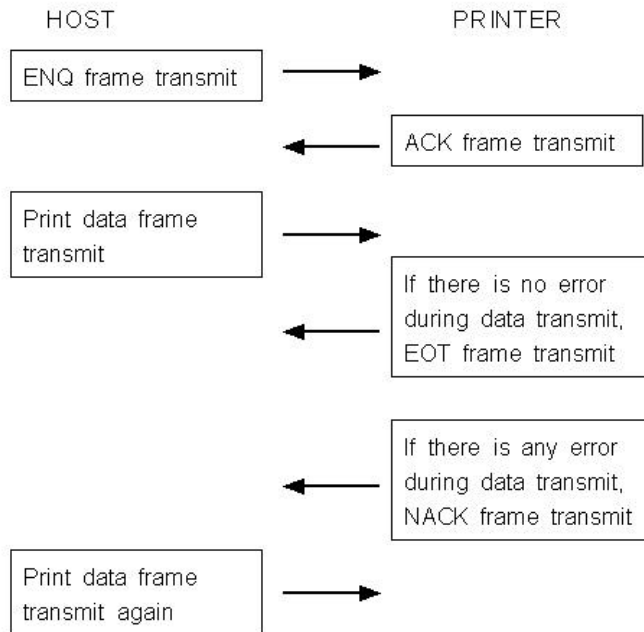 HOST PRINTER
ENQ frame transmit
ACK frame transmit
Print data frame
transmit
If there is no error
during data transmit,
EOT frame transmit
If there is any error
during data transmit,
NACK frame transmit
Print data frame
transmit again